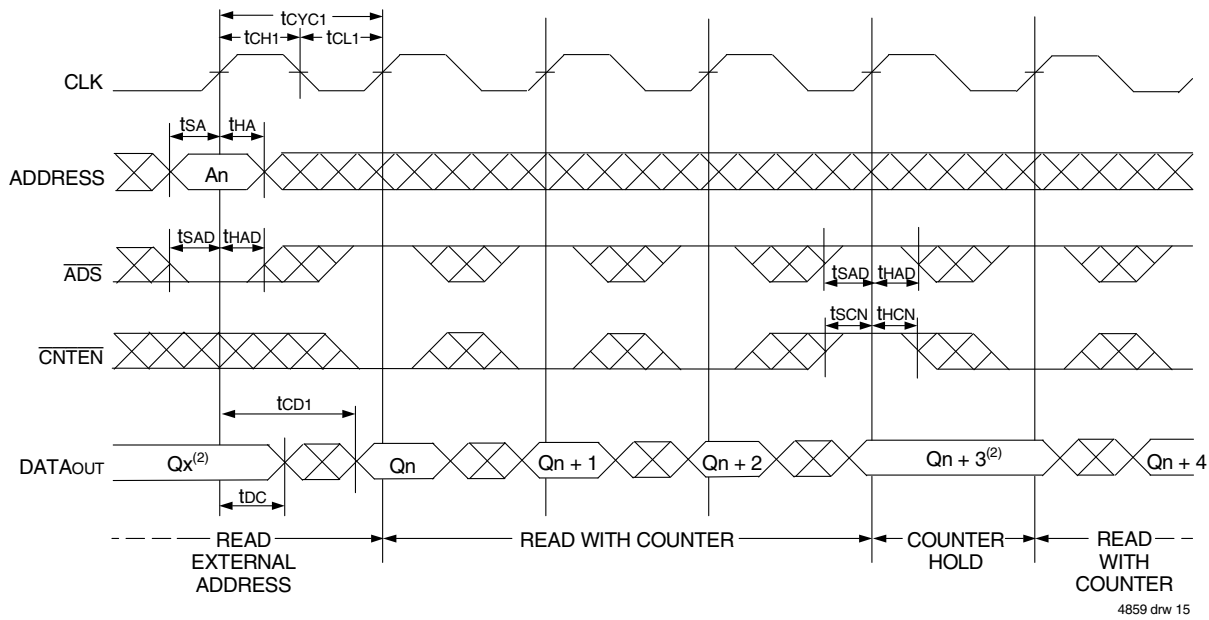 tCYC1
tCH1 tCL1
CLK
tSA tHA
ADDRESS An
tSAD tHAD
ADS
tSAD tHAD
tSCN tHCN
CNTEN
tCD1
DATAOUT Qx(2) Qn Qn + 1 Qn + 2 Qn + 3(2) Qn + 4
tDC
READ EXTERNAL ADDRESS
READ WITH COUNTER
COUNTER HOLD
READ WITH COUNTER
4859 drw 15